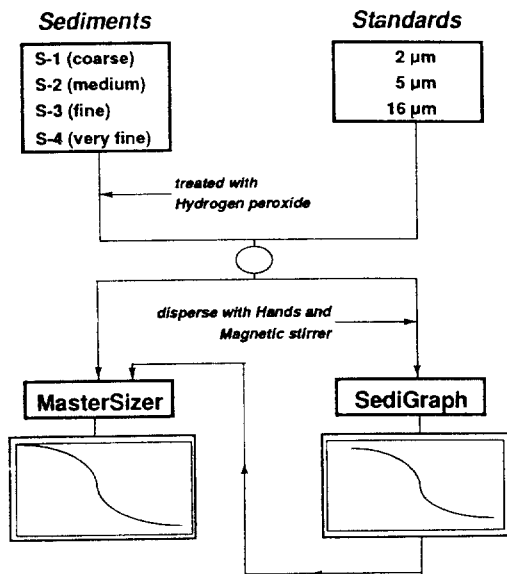 Sediments
Standards
S-1 (coarse)
S-2 (medium)
S-3 (fine)
S-4 (very fine)
2 µm
5 µm
16 µm
treated with
Hydrogen peroxide
disperse with Hands and
Magnetic stirrer
MasterSizer
SediGraph